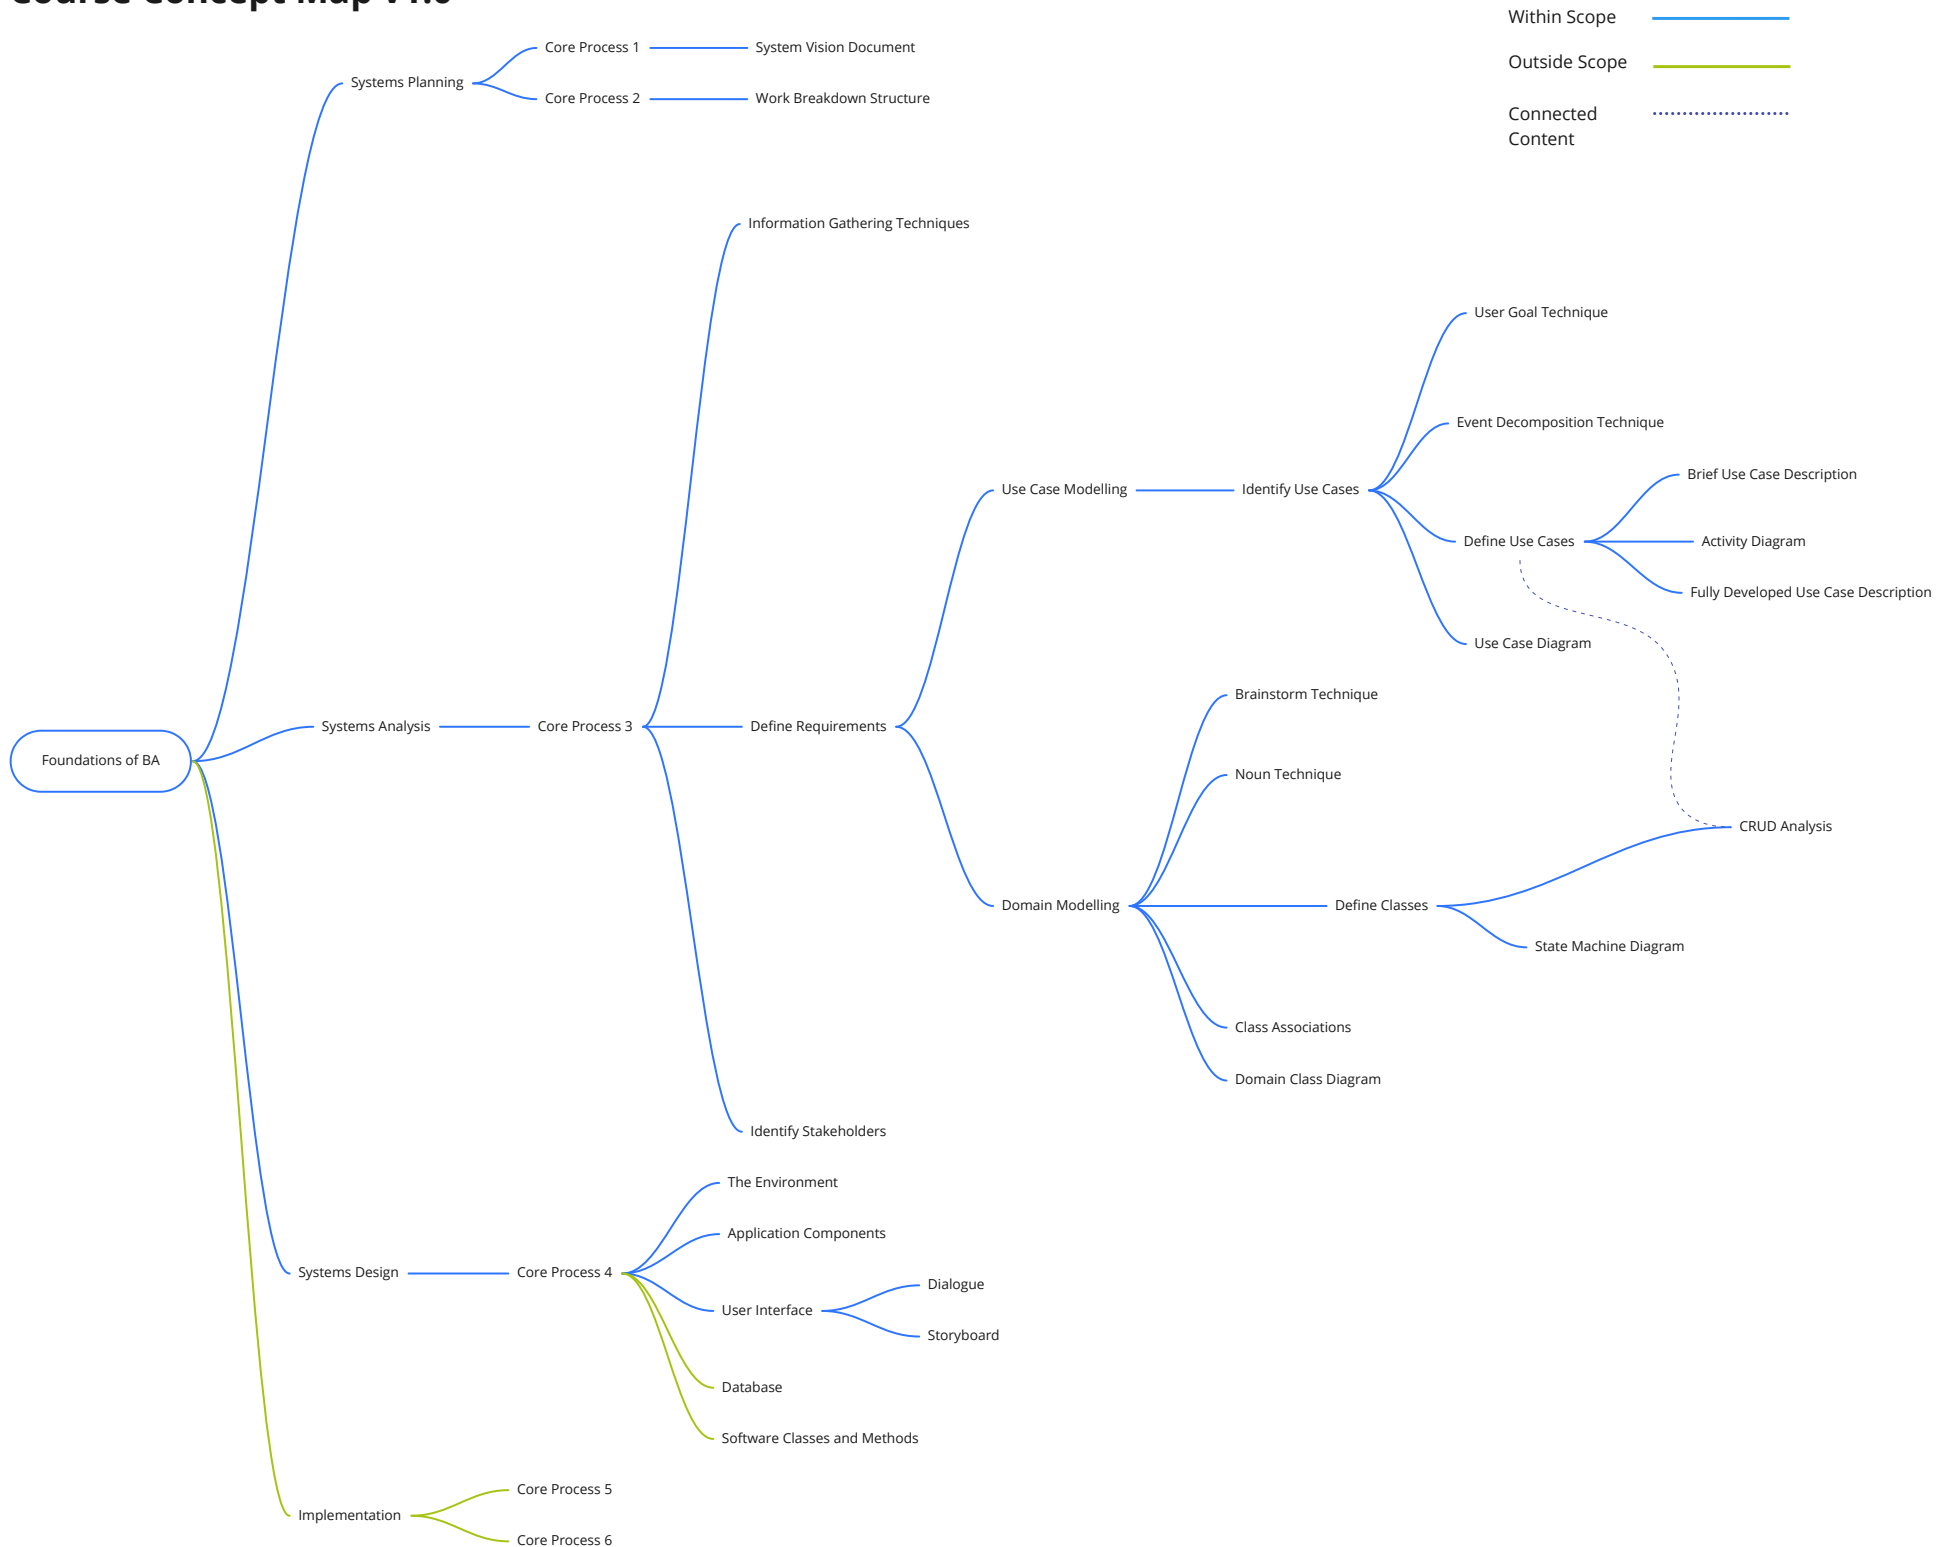 Course Concept Map V1.0
Within Scope
Outside Scope
Connected
Content
Core Process 1
System Vision Document
Systems Planning
Core Process 2
Work Breakdown Structure
Information Gathering Techniques
User Goal Technique
Event Decomposition Technique
Brief Use Case Description
Use Case Modelling
Identify Use Cases
Define Use Cases
Activity Diagram
Fully Developed Use Case Description
Use Case Diagram
Brainstorm Technique
Systems Analysis
Core Process 3
Define Requirements
Foundations of BA
Noun Technique
CRUD Analysis
Domain Modelling
Define Classes
State Machine Diagram
Class Associations
Domain Class Diagram
Identify Stakeholders
The Environment
Application Components
Systems Design
Core Process 4
Dialogue
User Interface
Storyboard
Database
Software Classes and Methods
Core Process 5
Implementation
Core Process 6